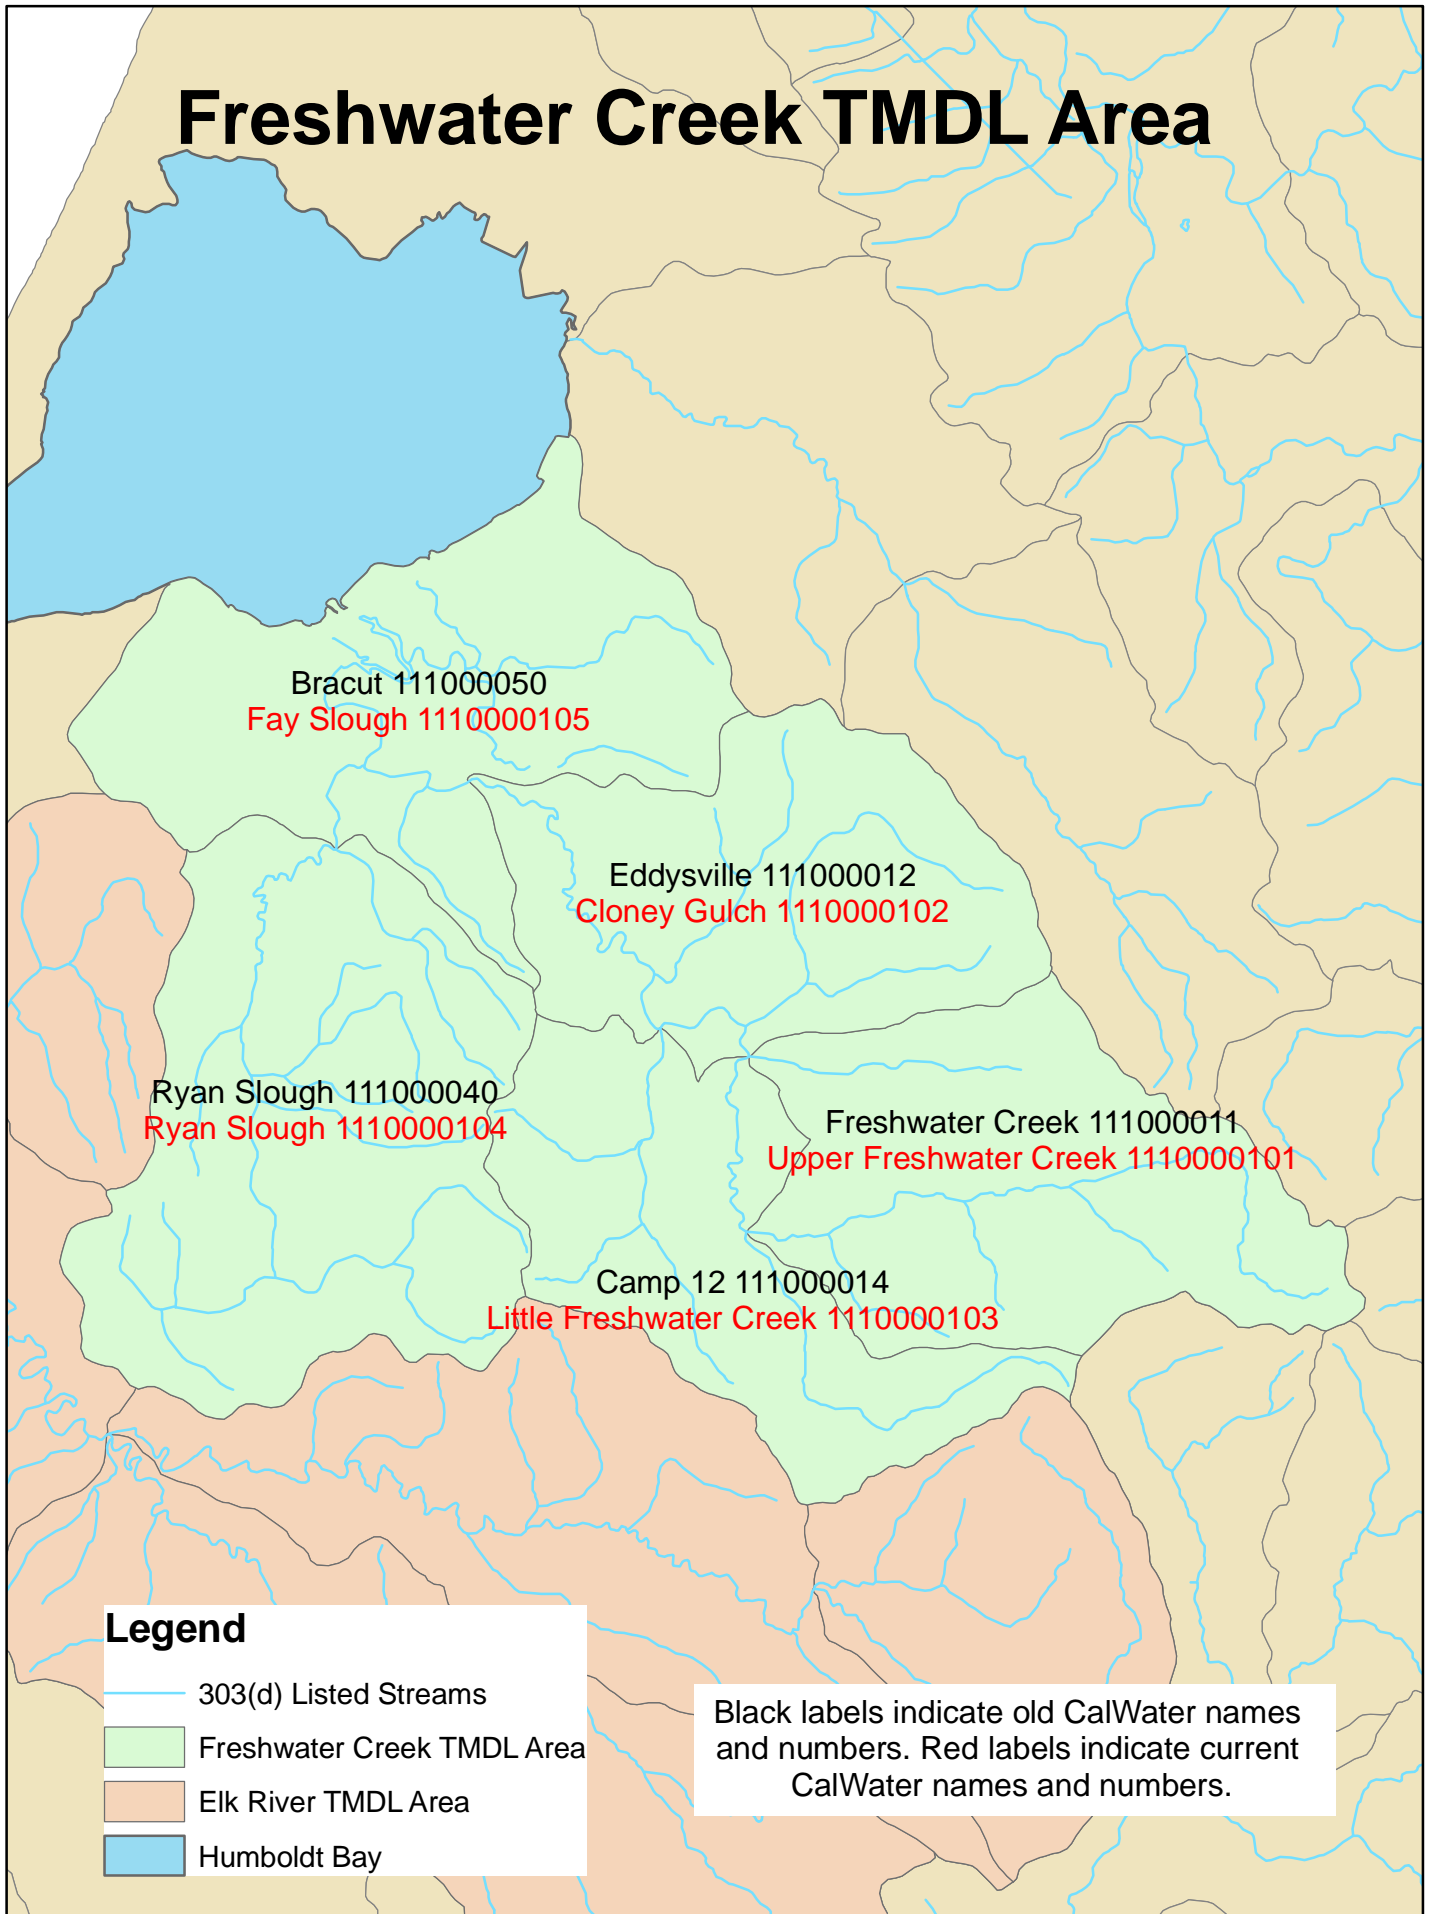 Freshwater Creek TMDL Area
Bracut 111000050
Fay Slough 1110000105
Eddysville 111000012
Cloney Gulch 1110000102
Ryan Slough 111000040
Ryan Slough 1110000104
Freshwater Creek 111000011
Upper Freshwater Creek 1110000101
Camp 12 111000014
Little Freshwater Creek 1110000103
Legend
303(d) Listed Streams
Freshwater Creek TMDL Area
Elk River TMDL Area
Humboldt Bay
Black labels indicate old CalWater names
and numbers. Red labels indicate current
CalWater names and numbers.